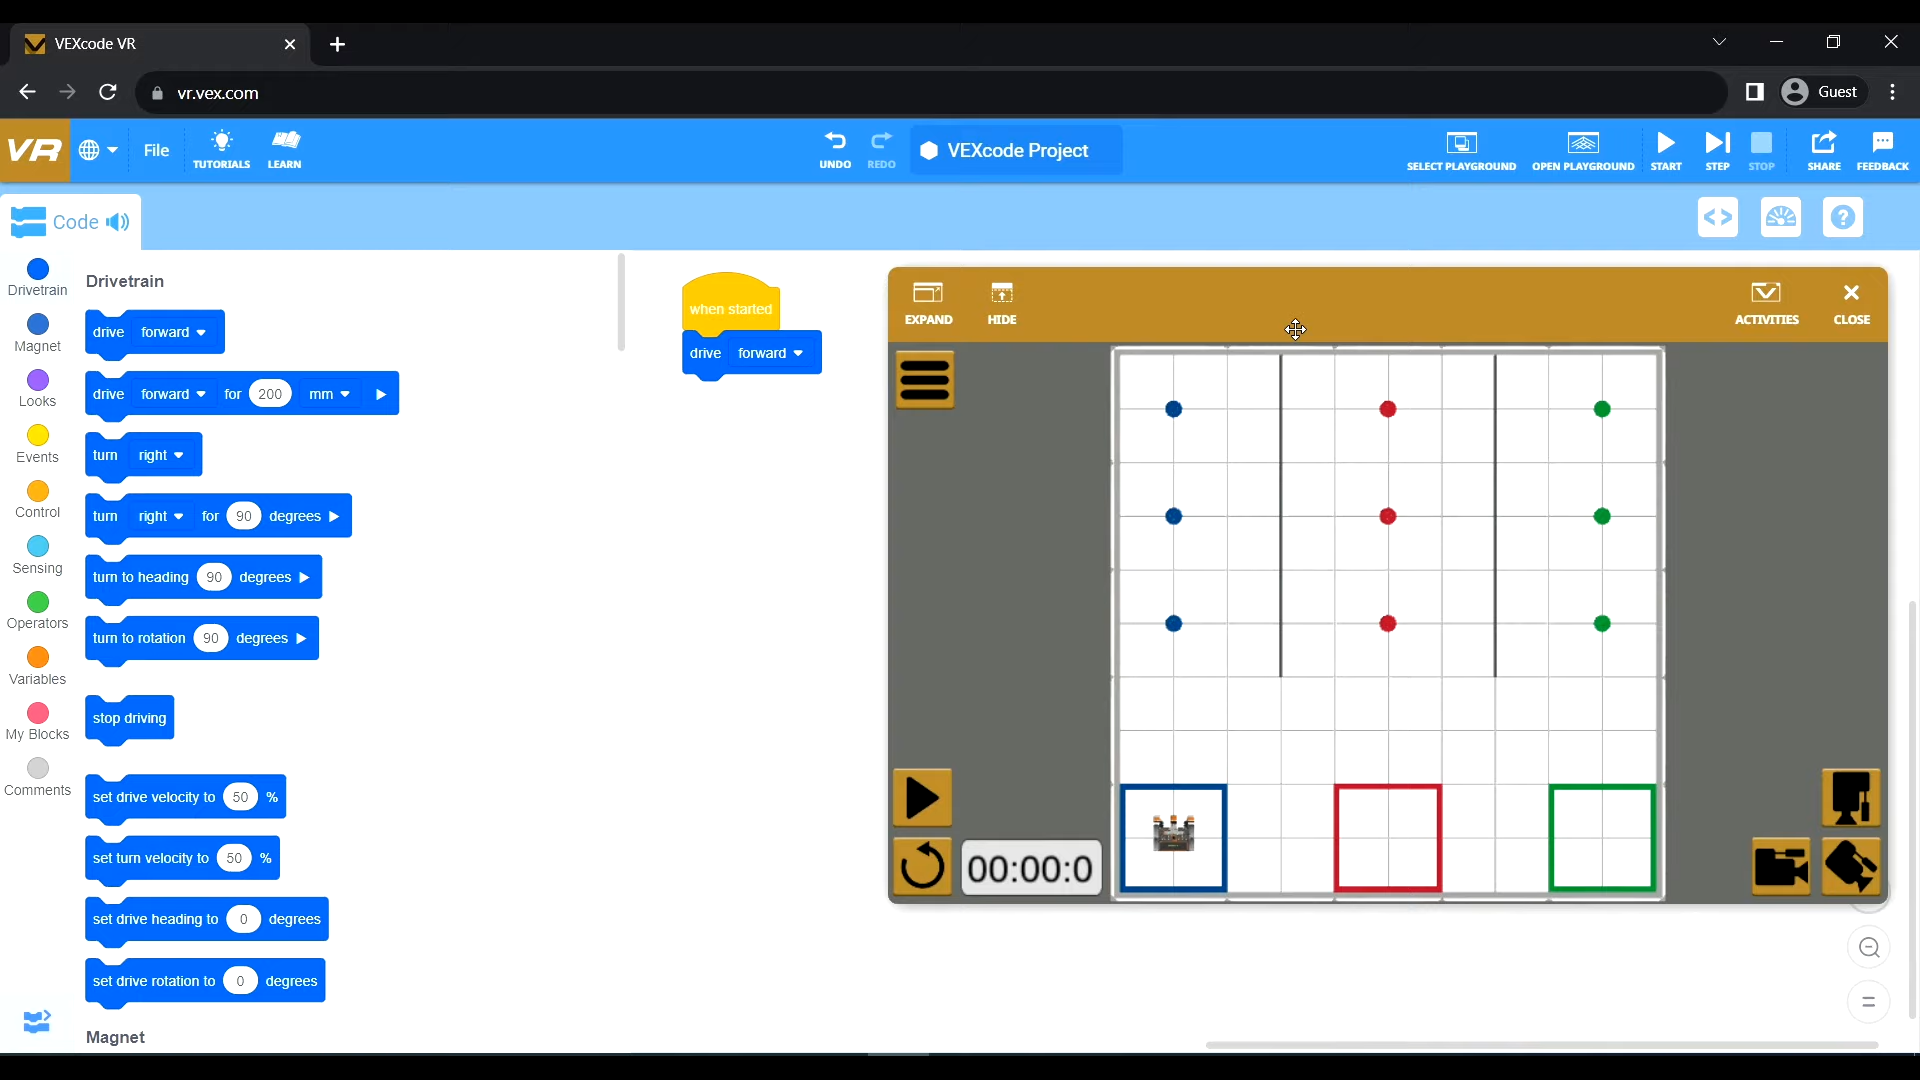 VEXcode VR
vr.vex.com
Guest
VR
File
TUTORIALS
LEARN
UNDO
REDO
VEXcode Project
SELECT PLAYGROUND
OPEN PLAYGROUND
START
STEP
STOP
SHARE
FEEDBACK
Code
Drivetrain
Magnet
Looks
Events
Control
Sensing
Operators
Variables
My Blocks
Comments
Drivetrain
drive forward
drive forward for 200 mm
turn right
turn right for 90 degrees
turn to heading 90 degrees
turn to rotation 90 degrees
stop driving
set drive velocity to 50 %
set turn velocity to 50 %
set drive heading to 0 degrees
set drive rotation to 0 degrees
Magnet
when started
drive forward
EXPAND
HIDE
ACTIVITIES
CLOSE
00:00:0